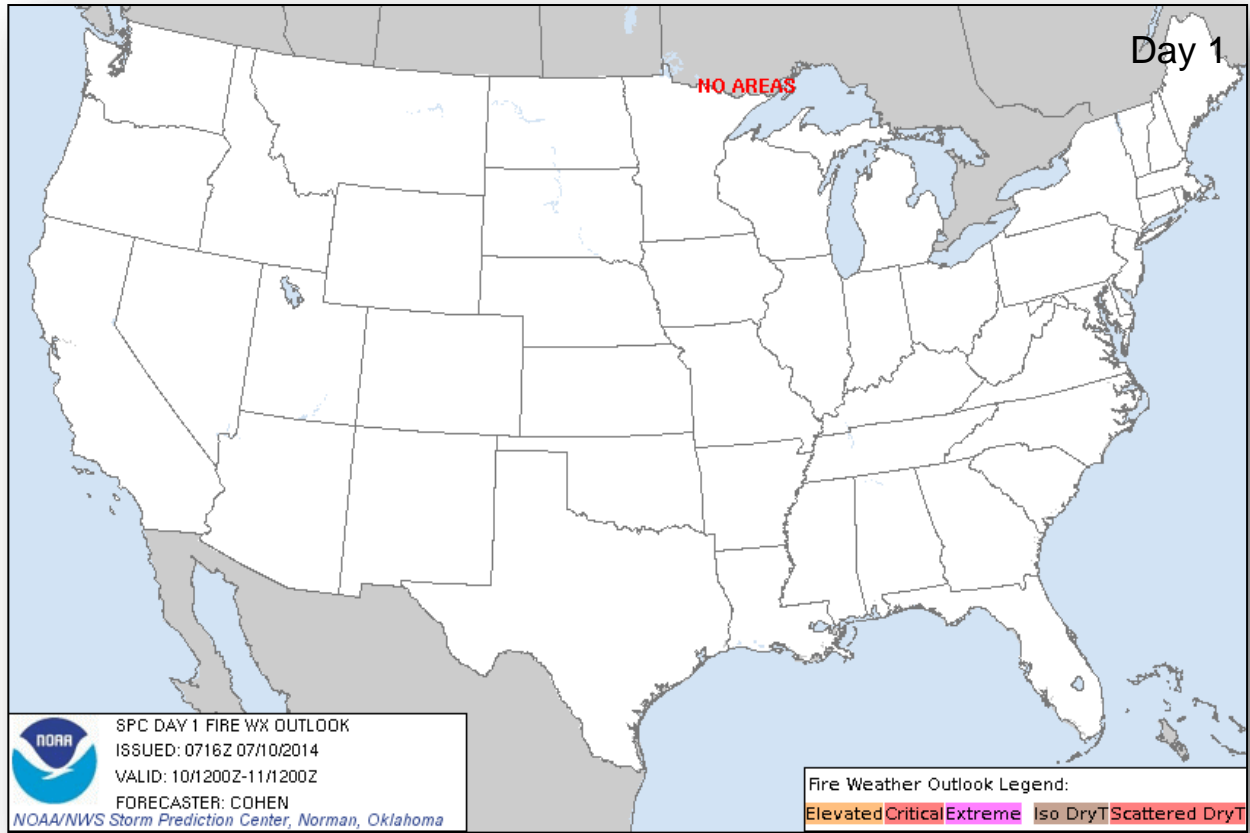 Day 1
NO AREAS
NOAA
SPC DAY 1 FIRE WX OUTLOOK
ISSUED: 0716Z 07/10/2014
VALID: 10/1200Z-11/1200Z
FORECASTER: COHEN
NOAA/NWS Storm Prediction Center, Norman, Oklahoma
Fire Weather Outlook Legend:
Elevated Critical Extreme Iso DryT Scattered DryT